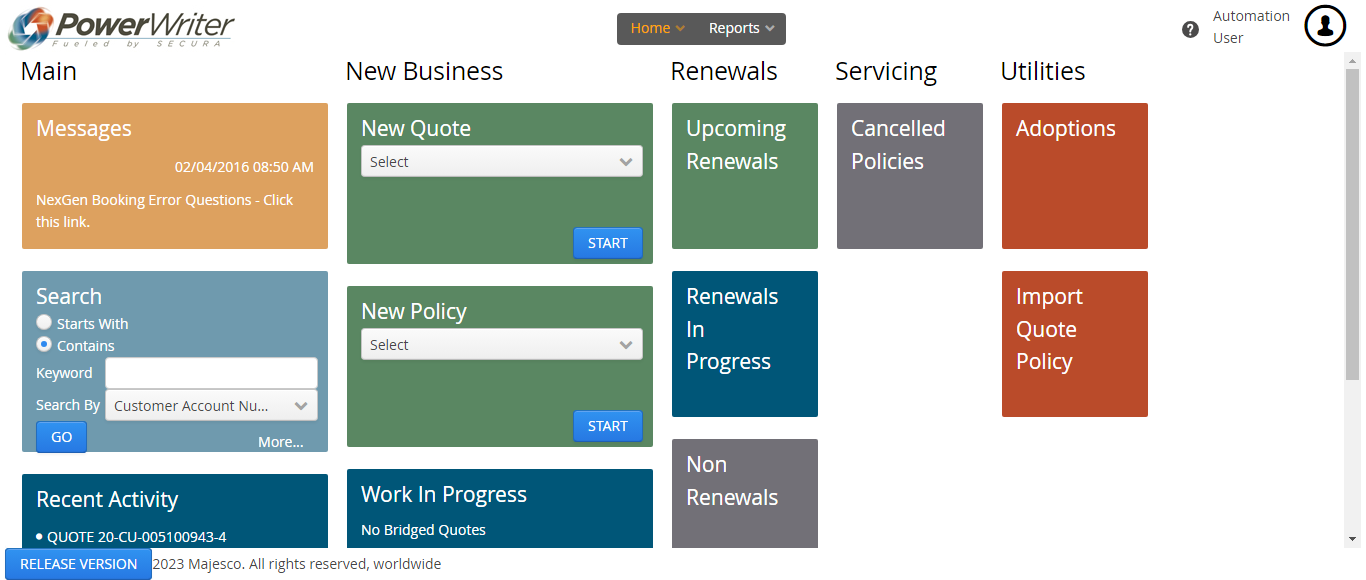 PowerWriter
Fueled by SECURA
Home
Reports
?
Automation
User
Main
Messages
02/04/2016 08:50 AM
NexGen Booking Error Questions - Click
this link.
Search
Starts With
Contains
Keyword
Search By
Customer Account Nu...
GO
More...
Recent Activity
• QUOTE 20-CU-005100943-4
New Business
New Quote
Select
START
New Policy
Select
START
Work In Progress
No Bridged Quotes
Renewals
Upcoming
Renewals
Renewals
In
Progress
Non
Renewals
Servicing
Cancelled
Policies
Utilities
Adoptions
Import
Quote
Policy
RELEASE VERSION
2023 Majesco. All rights reserved, worldwide